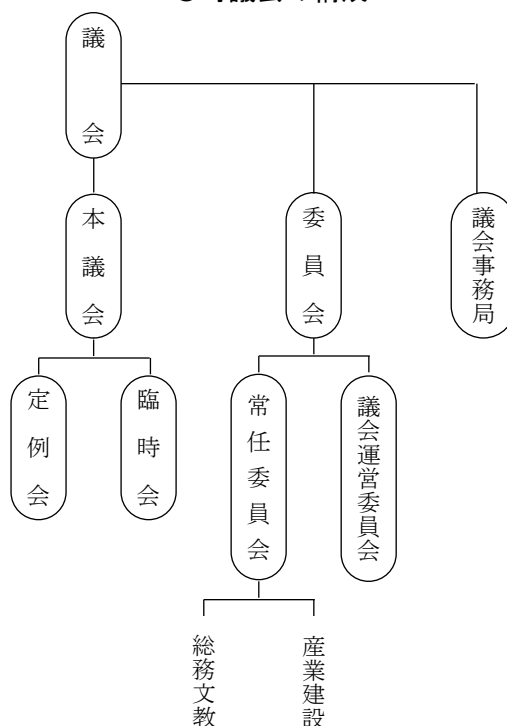 議会
本議会
委員会
議会事務局
定例会
臨時会
常任委員会
議会運営委員会
総務文教
産業建設